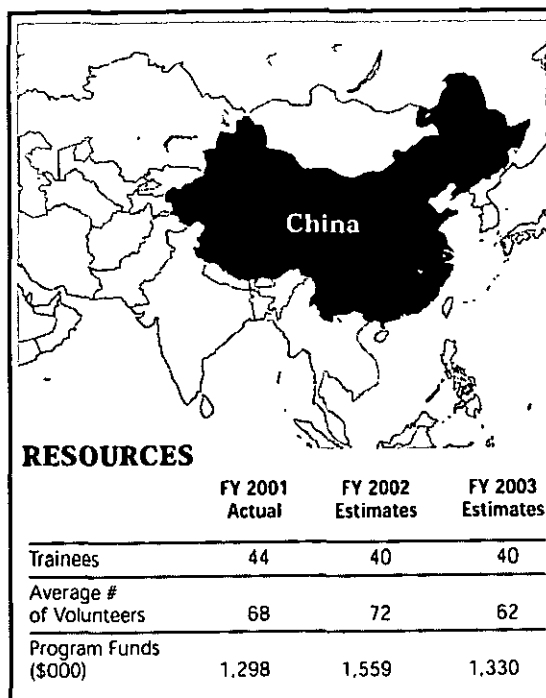 China
RESOURCES
FY 2001 FY 2002 FY 2003
Actual Estimates Estimates
Trainees 44 40 40
Average #
of Volunteers 68 72 62
Program Funds
($000) 1,298 1,559 1,330